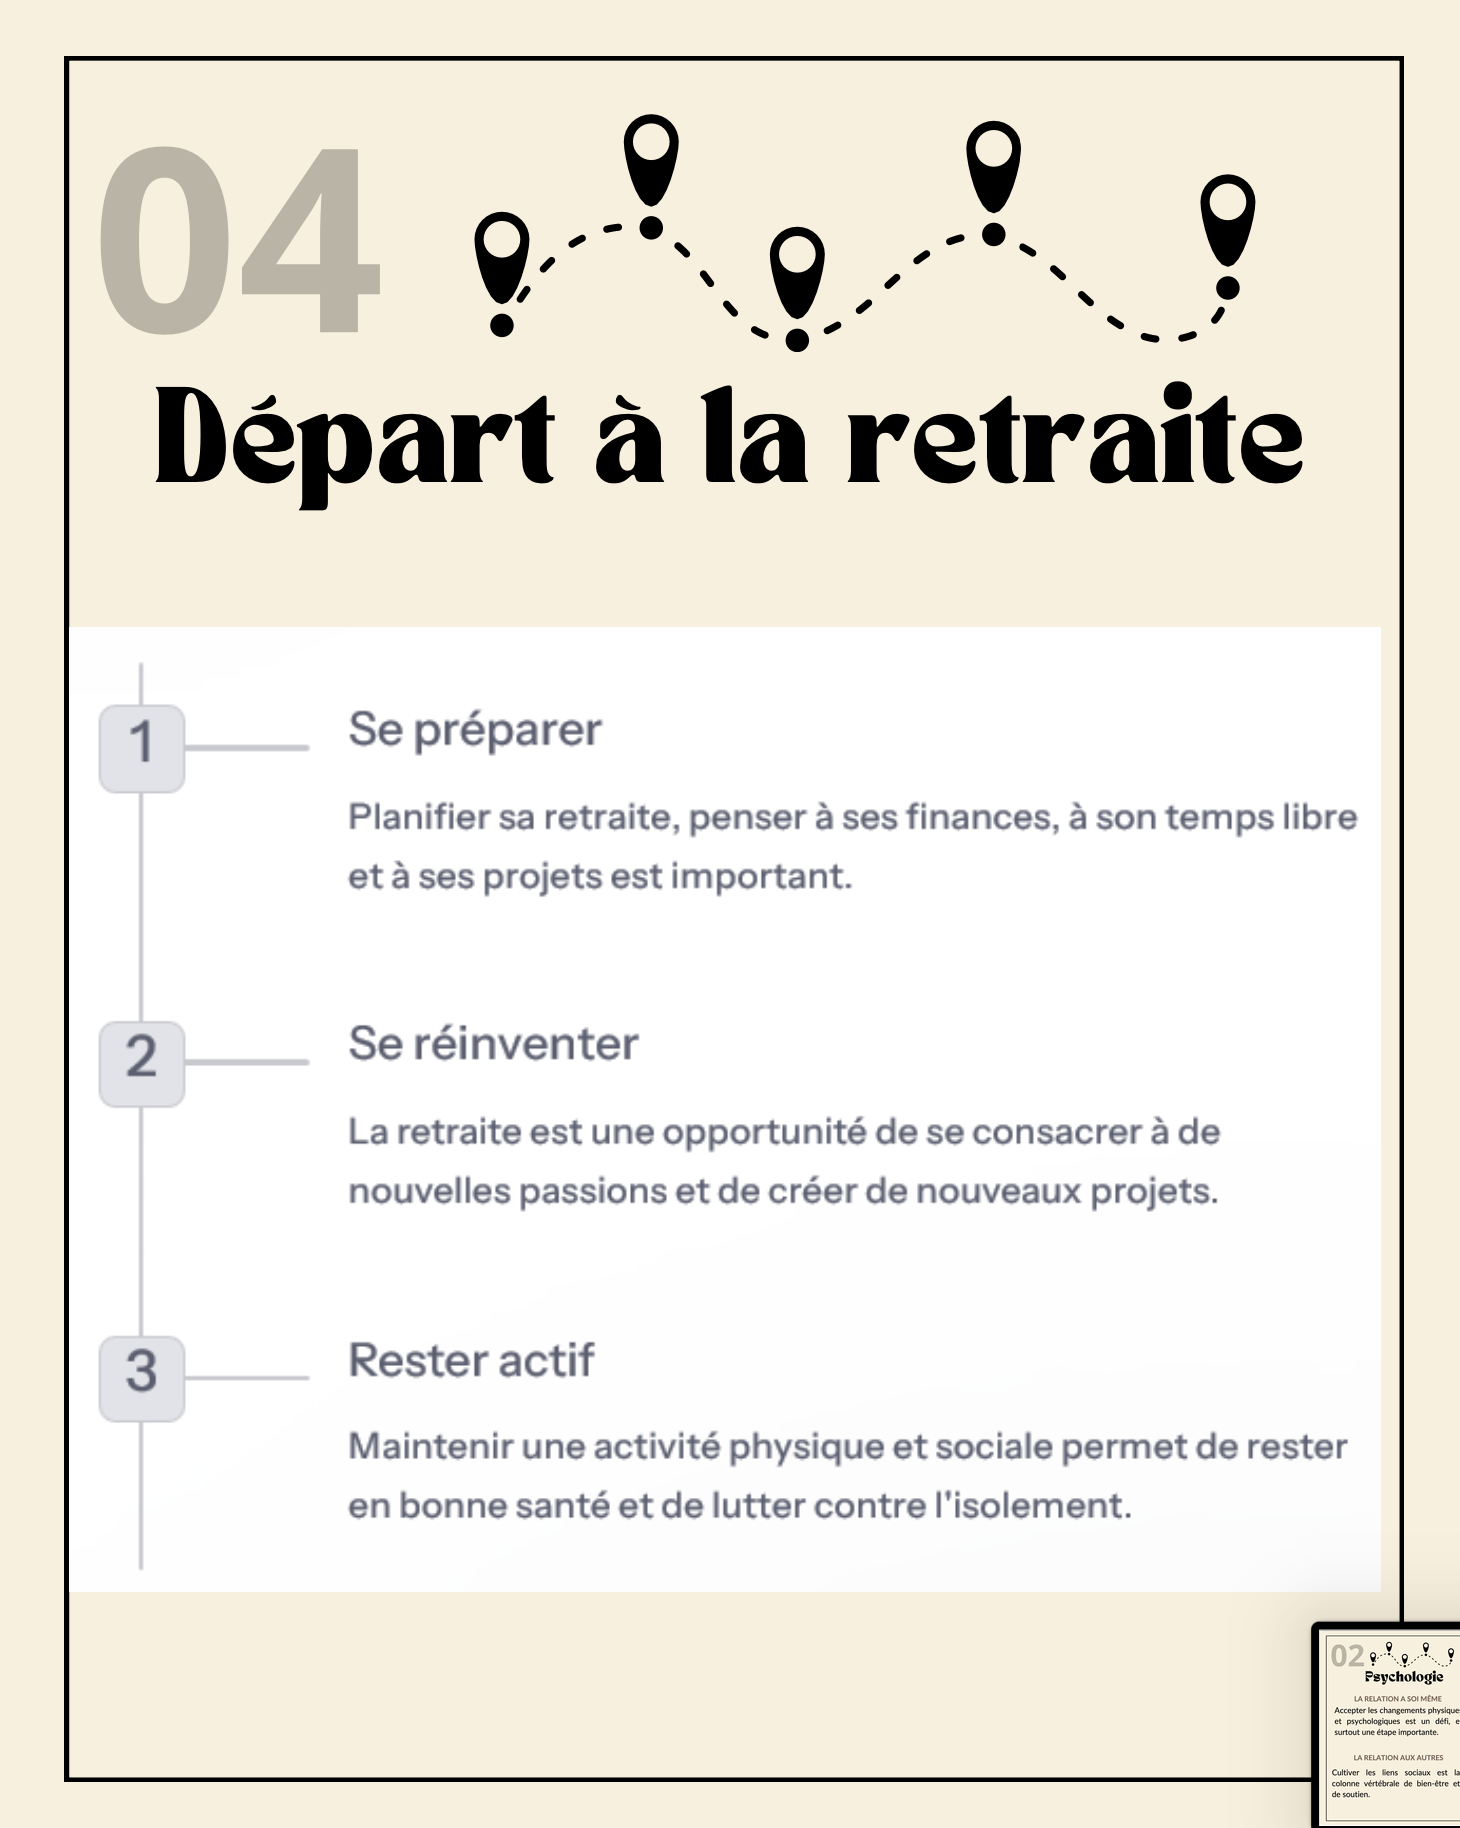 04
Départ à la retraite
1
Se préparer
Planifier sa retraite, penser à ses finances, à son temps libre
et à ses projets est important.
2
Se réinventer
La retraite est une opportunité de se consacrer à de
nouvelles passions et de créer de nouveaux projets.
3
Rester actif
Maintenir une activité physique et sociale permet de rester
en bonne santé et de lutter contre l'isolement.
02
Psychologie
LA RELATION A SOI MÊME
Accepter les changements physiques
et psychologiques est un défi, e
surtout une étape importante.
LA RELATION AUX AUTRES
Cultiver les liens sociaux est la
colonne vértébrale de bien-être et
de soutien.